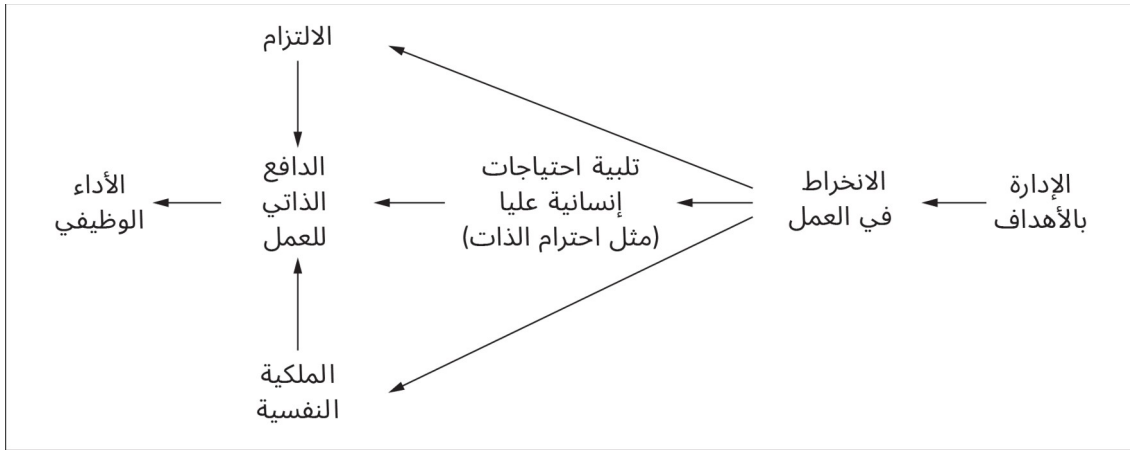 الالتزام
الإدارة
بالأهداف
الانخراط
في العمل
تلبية احتياجات
إنسانية عليا
(مثل احترام الذات)
الدافع
الذاتي
للعمل
الأداء
الوظيفي
الملكية
النفسية